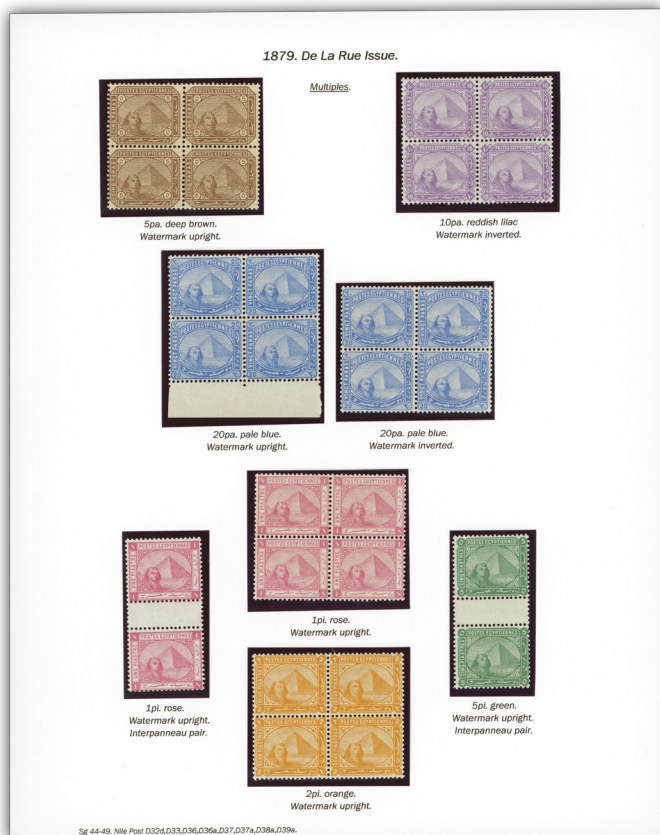 1879. De La Rue Issue.
Multiples.
5pa. deep brown.
Watermark upright.
10pa. reddish lilac
Watermark inverted.
20pa. pale blue.
Watermark upright.
20pa. pale blue.
Watermark inverted.
POSTES EGYPTIENNES
1pi. rose.
Watermark upright.
1pi. rose.
Watermark upright.
Interpanneau pair.
5pi. green.
Watermark upright.
Interpanneau pair.
2pi. orange.
Watermark upright.
Sg 44-49. Nile Post D32d,D33,D36,D36a,D37,D37a,D38a,D39a.